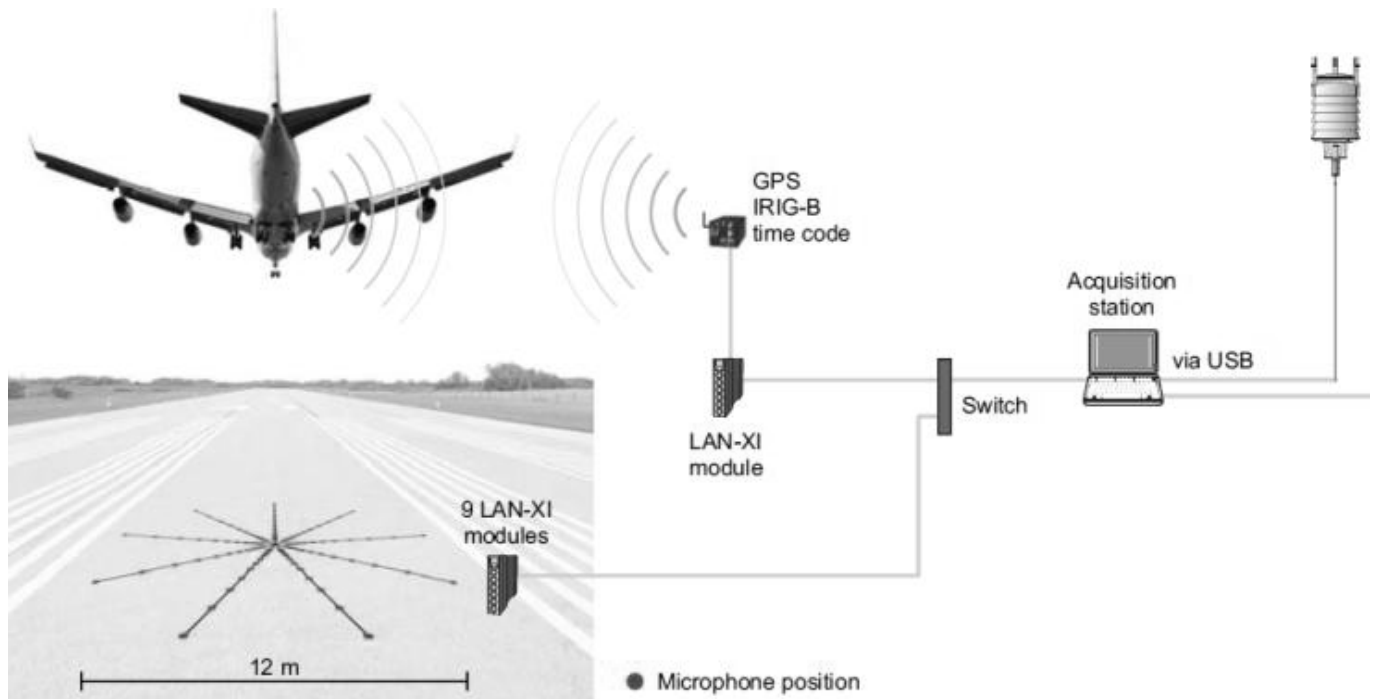 GPS
IRIG-B
time code
Acquisition
station
via USB
Switch
LAN-XI
module
9 LAN-XI
modules
12 m
Microphone position